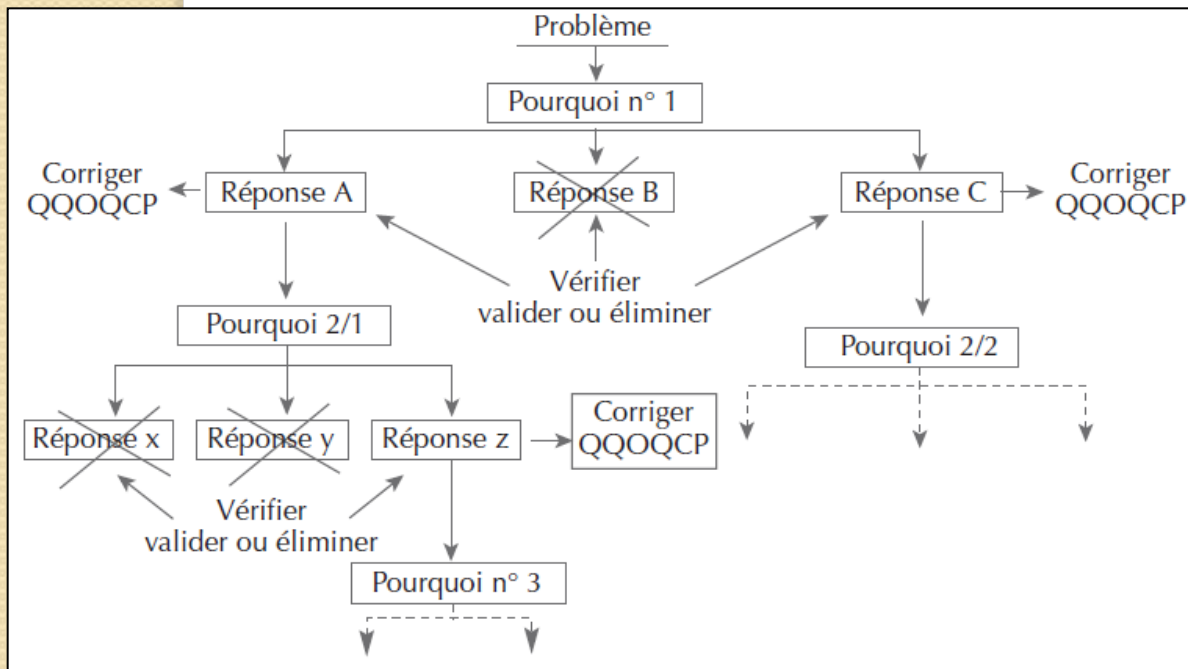 Problème
Pourquoi n° 1
Corriger
QQOQCP
Réponse A
Réponse B
Réponse C
Corriger
QQOQCP
Vérifier
valider ou éliminer
Pourquoi 2/1
Pourquoi 2/2
Réponse x
Réponse y
Réponse z
Corriger
QQOQCP
Vérifier
valider ou éliminer
Pourquoi n° 3